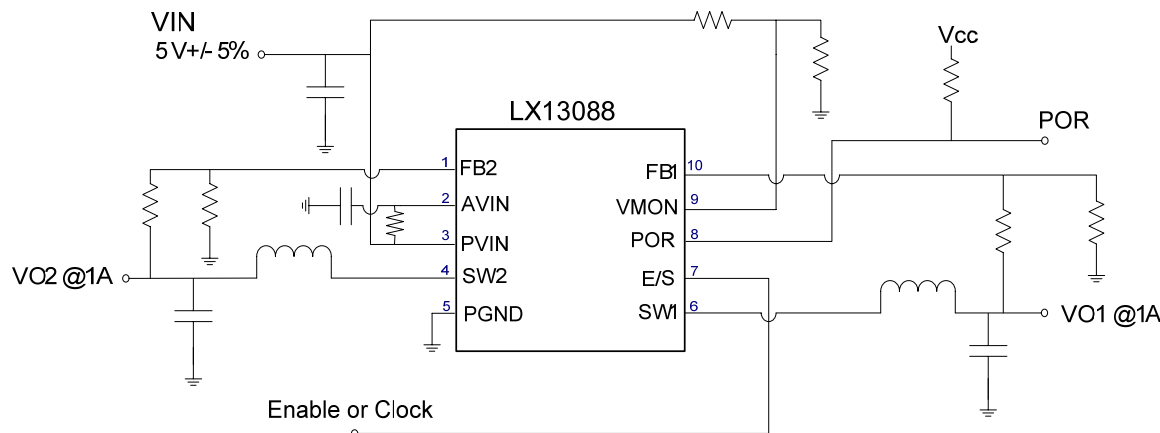 VIN
5V+/- 5%
LX13088
Vcc
POR
1 FB2
2 AVIN
3 PVIN
4 SW2
5 PGND
FB1 10
VMON 9
POR 8
E/S 7
SW1 6
VO2 @1A
VO1 @1A
Enable or Clock